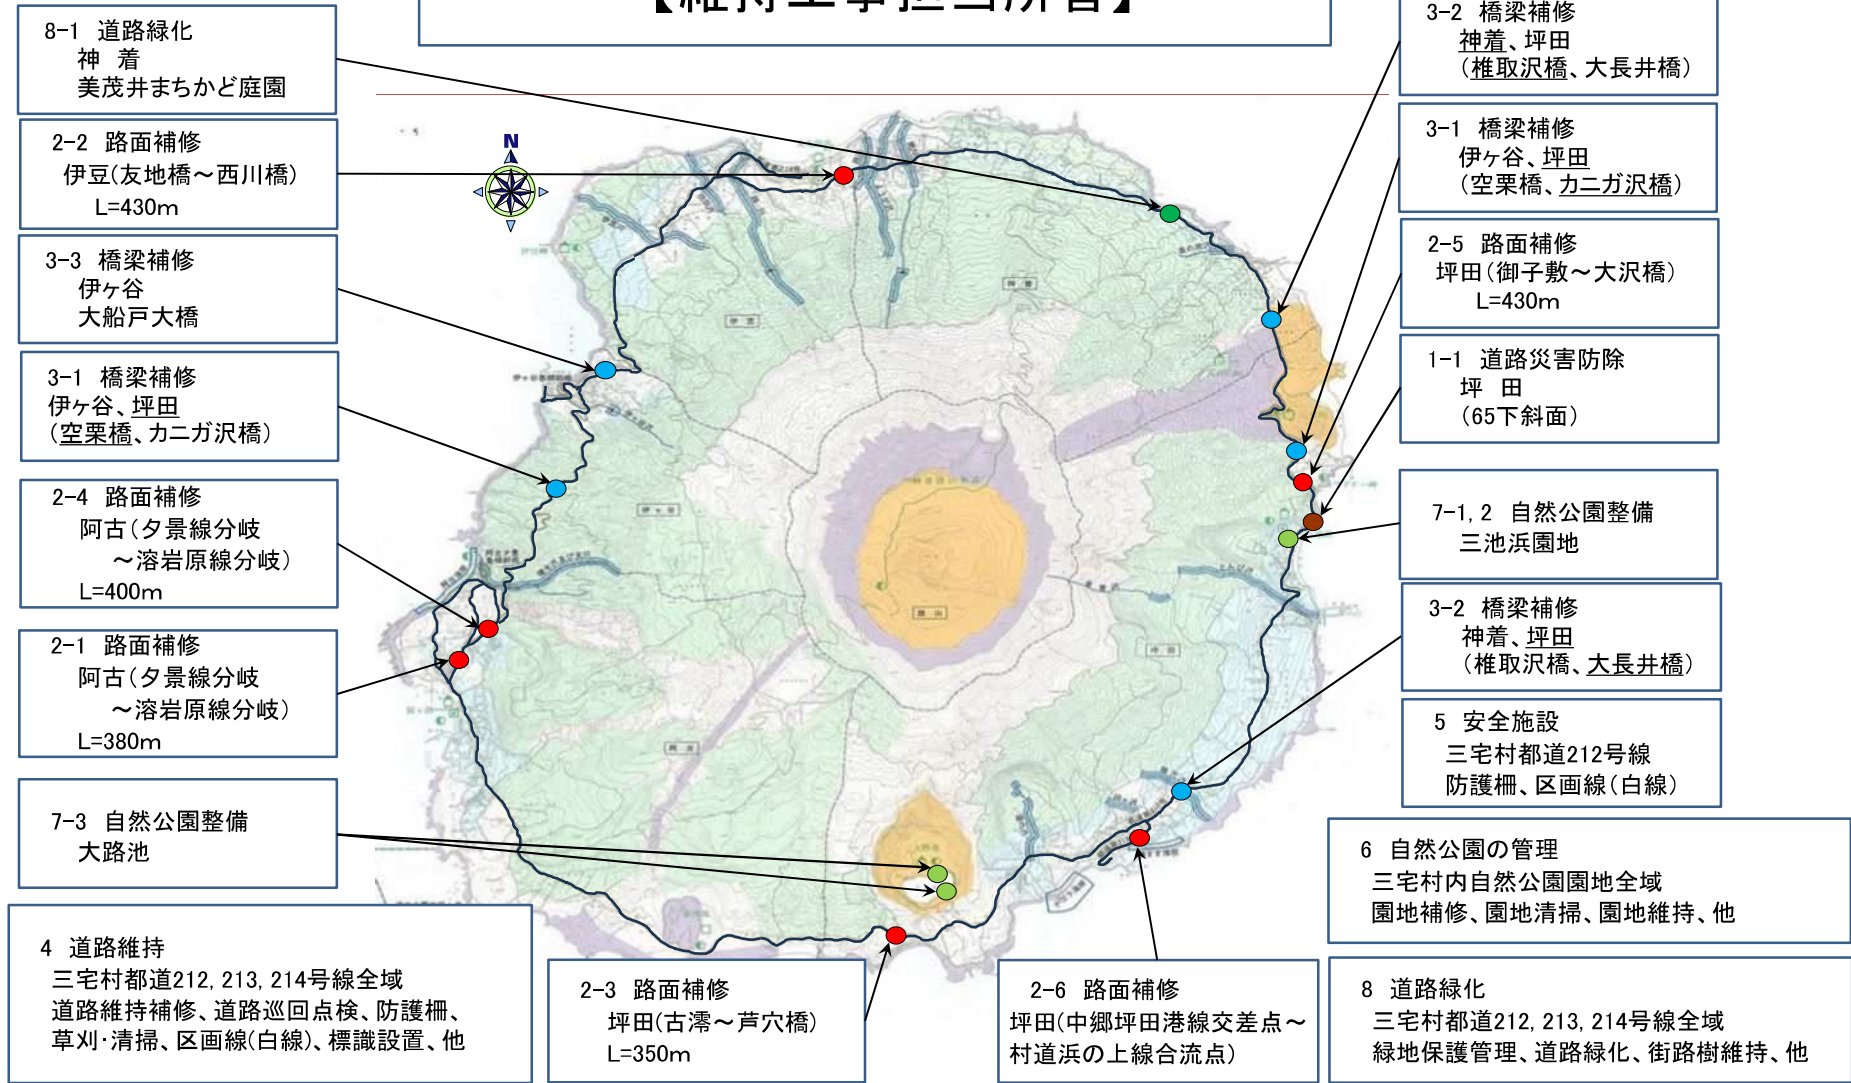 【維持工事担当所管】
8-1 道路緑化
神 着
美茂井まちかど庭園
2-2 路面補修
伊豆(友地橋～西川橋)
L=430m
3-3 橋梁補修
伊ヶ谷
大船戸大橋
3-1 橋梁補修
伊ヶ谷、坪田
(空栗橋、カニガ沢橋)
2-4 路面補修
阿古(夕景線分岐
～溶岩原線分岐)
L=400m
2-1 路面補修
阿古(夕景線分岐
～溶岩原線分岐)
L=380m
7-3 自然公園整備
大路池
4 道路維持
三宅村都道212, 213, 214号線全域
道路維持補修、道路巡回点検、防護柵、
草刈・清掃、区画線(白線)、標識設置、他
N
2-3 路面補修
坪田(古澪～芦穴橋)
L=350m
2-6 路面補修
坪田(中郷坪田港線交差点～
村道浜の上線合流点)
3-2 橋梁補修
神着、坪田
(椎取沢橋、大長井橋)
3-1 橋梁補修
伊ヶ谷、坪田
(空栗橋、カニガ沢橋)
2-5 路面補修
坪田(御子敷～大沢橋)
L=430m
1-1 道路災害防除
坪 田
(65下斜面)
7-1, 2 自然公園整備
三池浜園地
3-2 橋梁補修
神着、坪田
(椎取沢橋、大長井橋)
5 安全施設
三宅村都道212号線
防護柵、区画線(白線)
6 自然公園の管理
三宅村内自然公園園地全域
園地補修、園地清掃、園地維持、他
8 道路緑化
三宅村都道212, 213, 214号線全域
緑地保護管理、道路緑化、街路樹維持、他